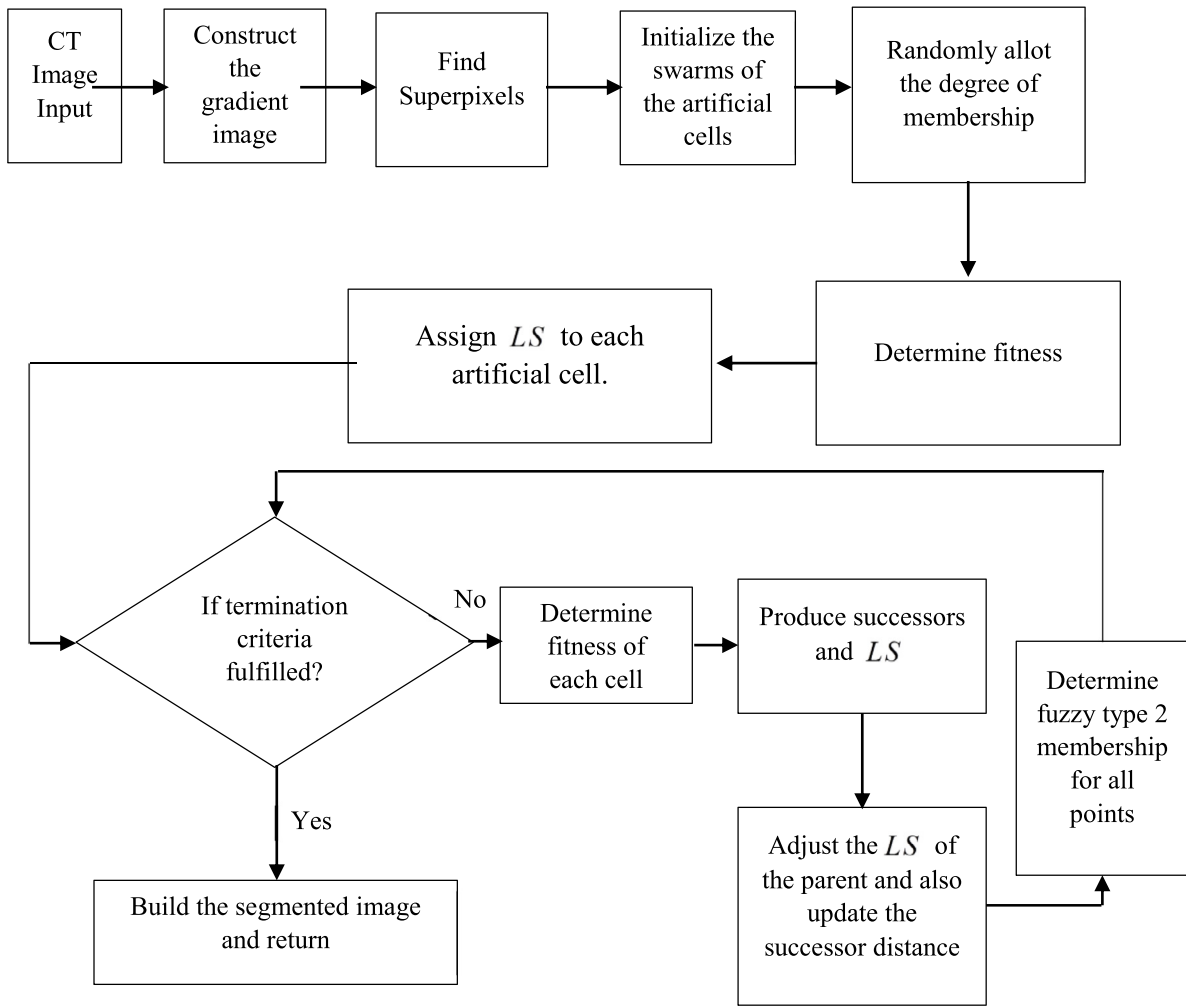 CT
Image
Input
Construct
the
gradient
image
Find
Superpixels
Initialize the
swarms of
the artificial
cells
Randomly allot
the degree of
membership
Determine fitness
Assign LS to each
artificial cell.
If termination
criteria
fulfilled?
No
Determine
fitness of
each cell
Produce successors
and LS
Adjust the LS of
the parent and also
update the
successor distance
Determine
fuzzy type 2
membership
for all
points
Yes
Build the segmented image
and return